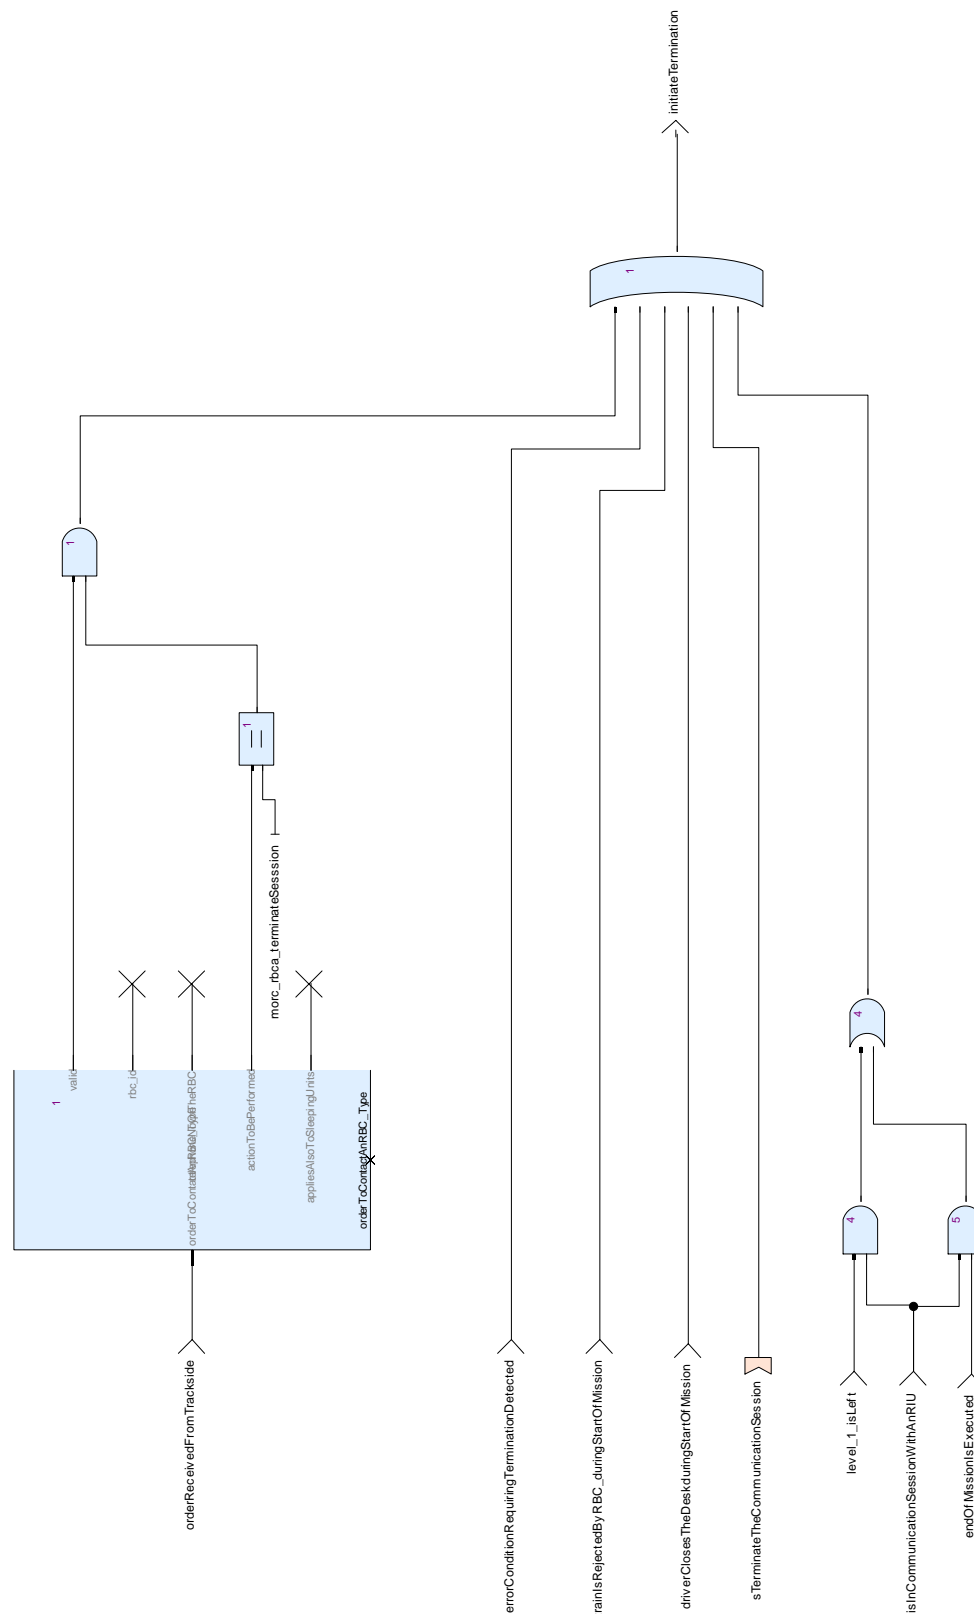 initiateTermination
1
1
1
morc_rbca_terminateSesssion
valid
rbc_id
actionToBePerformed
appliesAlsoToSleepingUnits
1
orderToContactAnRBC_Type
orderReceivedFromTrackside
errorConditionRequiringTerminationDetected
rainIsRejectedByRBC_duringStartOfMission
driverClosesTheDeskduringStartOfMission
sTerminateTheCommunicationSession
4
4
5
level_1_isLeft
isInCommunicationSessionWithAnRIU
endOfMissionIsExecuted